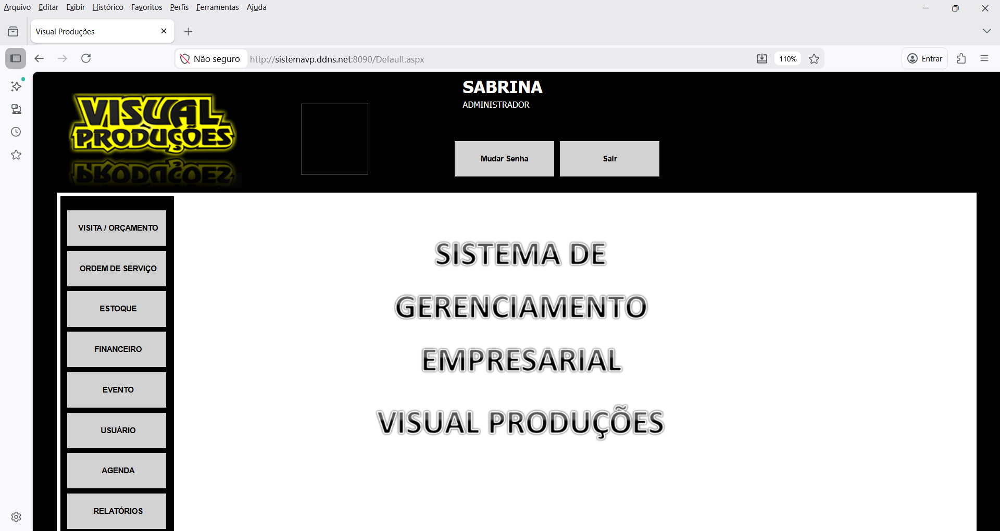 Arquivo Editar Exibir Histórico Favoritos Perfis Ferramentas Ajuda
Visual Produções
Não seguro http://sistemavp.ddns.net:8090/Default.aspx 110% Entrar
VISUAL
PRODUÇÕES
SABRINA
ADMINISTRADOR
Mudar Senha Sair
VISITA / ORÇAMENTO
ORDEM DE SERVIÇO
ESTOQUE
FINANCEIRO
EVENTO
USUÁRIO
AGENDA
RELATÓRIOS
SISTEMA DE
GERENCIAMENTO
EMPRESARIAL
VISUAL PRODUÇÕES